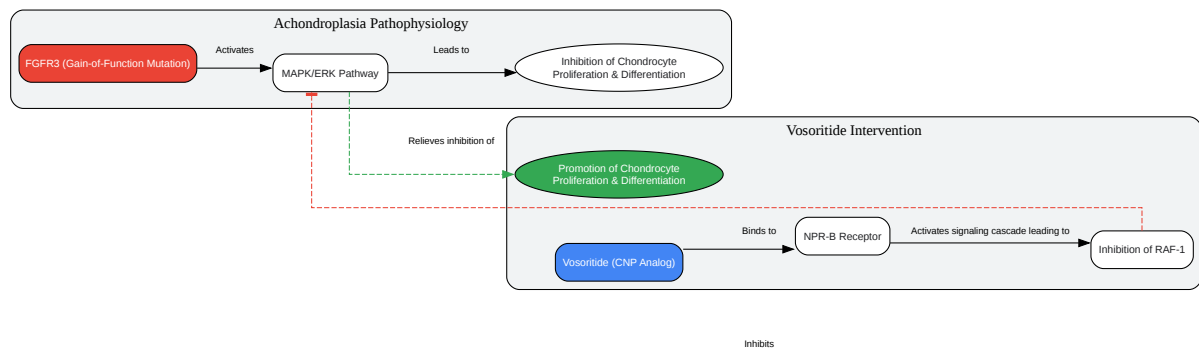 Achondroplasia Pathophysiology
FGFR3 (Gain-of-Function Mutation)
Activates
MAPK/ERK Pathway
Leads to
Inhibition of Chondrocyte
Proliferation & Differentiation
Relieves inhibition of
Vosoritide Intervention
Promotion of Chondrocyte
Proliferation & Differentiation
Vosoritide (CNP Analog)
Binds to
NPR-B Receptor
Activates signaling cascade leading to
Inhibition of RAF-1
Inhibits